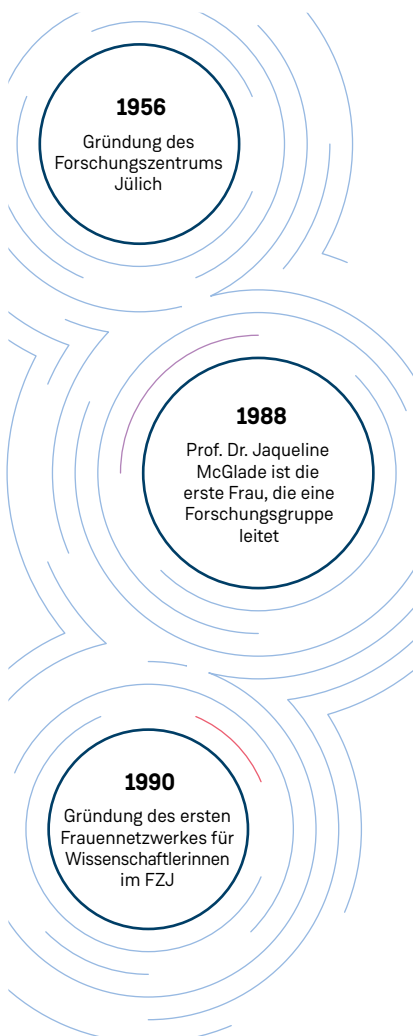 1956
Gründung des
Forschungszentrums
Jülich
1988
Prof. Dr. Jaqueline
McGlade ist die
erste Frau, die eine
Forschungsgruppe
leitet
1990
Gründung des ersten
Frauennetzwerkes für
Wissenschaftlerinnen
im FZJ